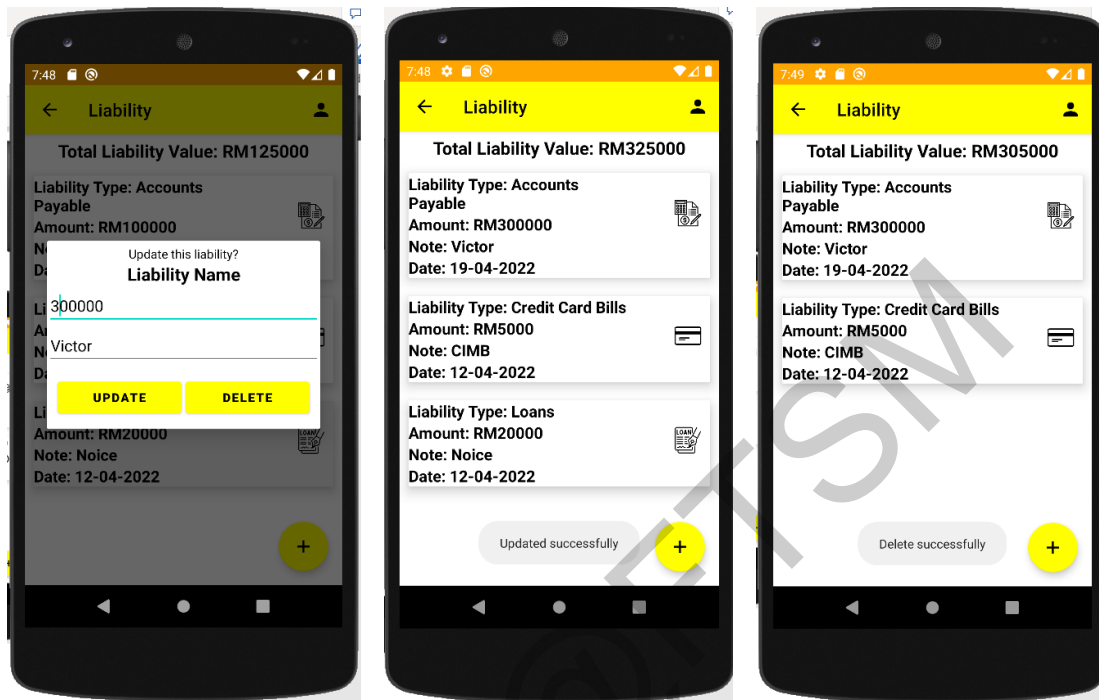 7:48
Liability
Total Liability Value: RM125000
Liability Type: Accounts
Payable
Amount: RM100000
Update this liability?
Liability Name
300000
Victor
UPDATE
DELETE
Amount: RM20000
Note: Noice
Date: 12-04-2022
+
7:48
Liability
Total Liability Value: RM325000
Liability Type: Accounts
Payable
Amount: RM300000
Note: Victor
Date: 19-04-2022
Liability Type: Credit Card Bills
Amount: RM5000
Note: CIMB
Date: 12-04-2022
Liability Type: Loans
Amount: RM20000
Note: Noice
Date: 12-04-2022
LOAN
Updated successfully
+
7:49
Liability
Total Liability Value: RM305000
Liability Type: Accounts
Payable
Amount: RM300000
Note: Victor
Date: 19-04-2022
Liability Type: Credit Card Bills
Amount: RM5000
Note: CIMB
Date: 12-04-2022
Delete successfully
+
@FTSM